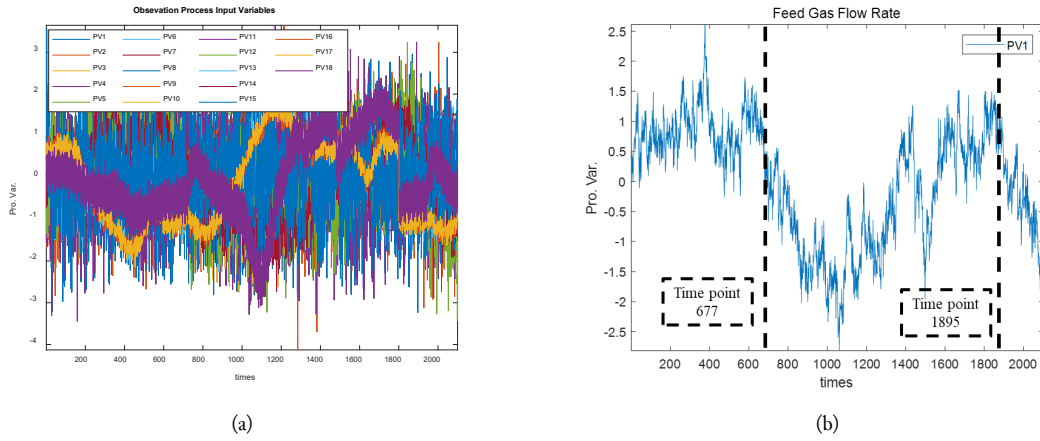 Obsevation Process Input Variables
PV1 PV6 PV11 PV16
PV2 PV7 PV12 PV17
PV3 PV8 PV13 PV18
PV4 PV9 PV14
PV5 PV10 PV15
3
2
1
0
-1
-2
-3
-4
Pro. Var.
200 400 600 800 1000 1200 1400 1600 1800 2000
times
(a)
Feed Gas Flow Rate
PV1
2.5
2
1.5
1
0.5
0
-0.5
-1
-1.5
-2
-2.5
Pro. Var.
Time point
677
Time point
1895
200 400 600 800 1000 1200 1400 1600 1800 2000
times
(b)